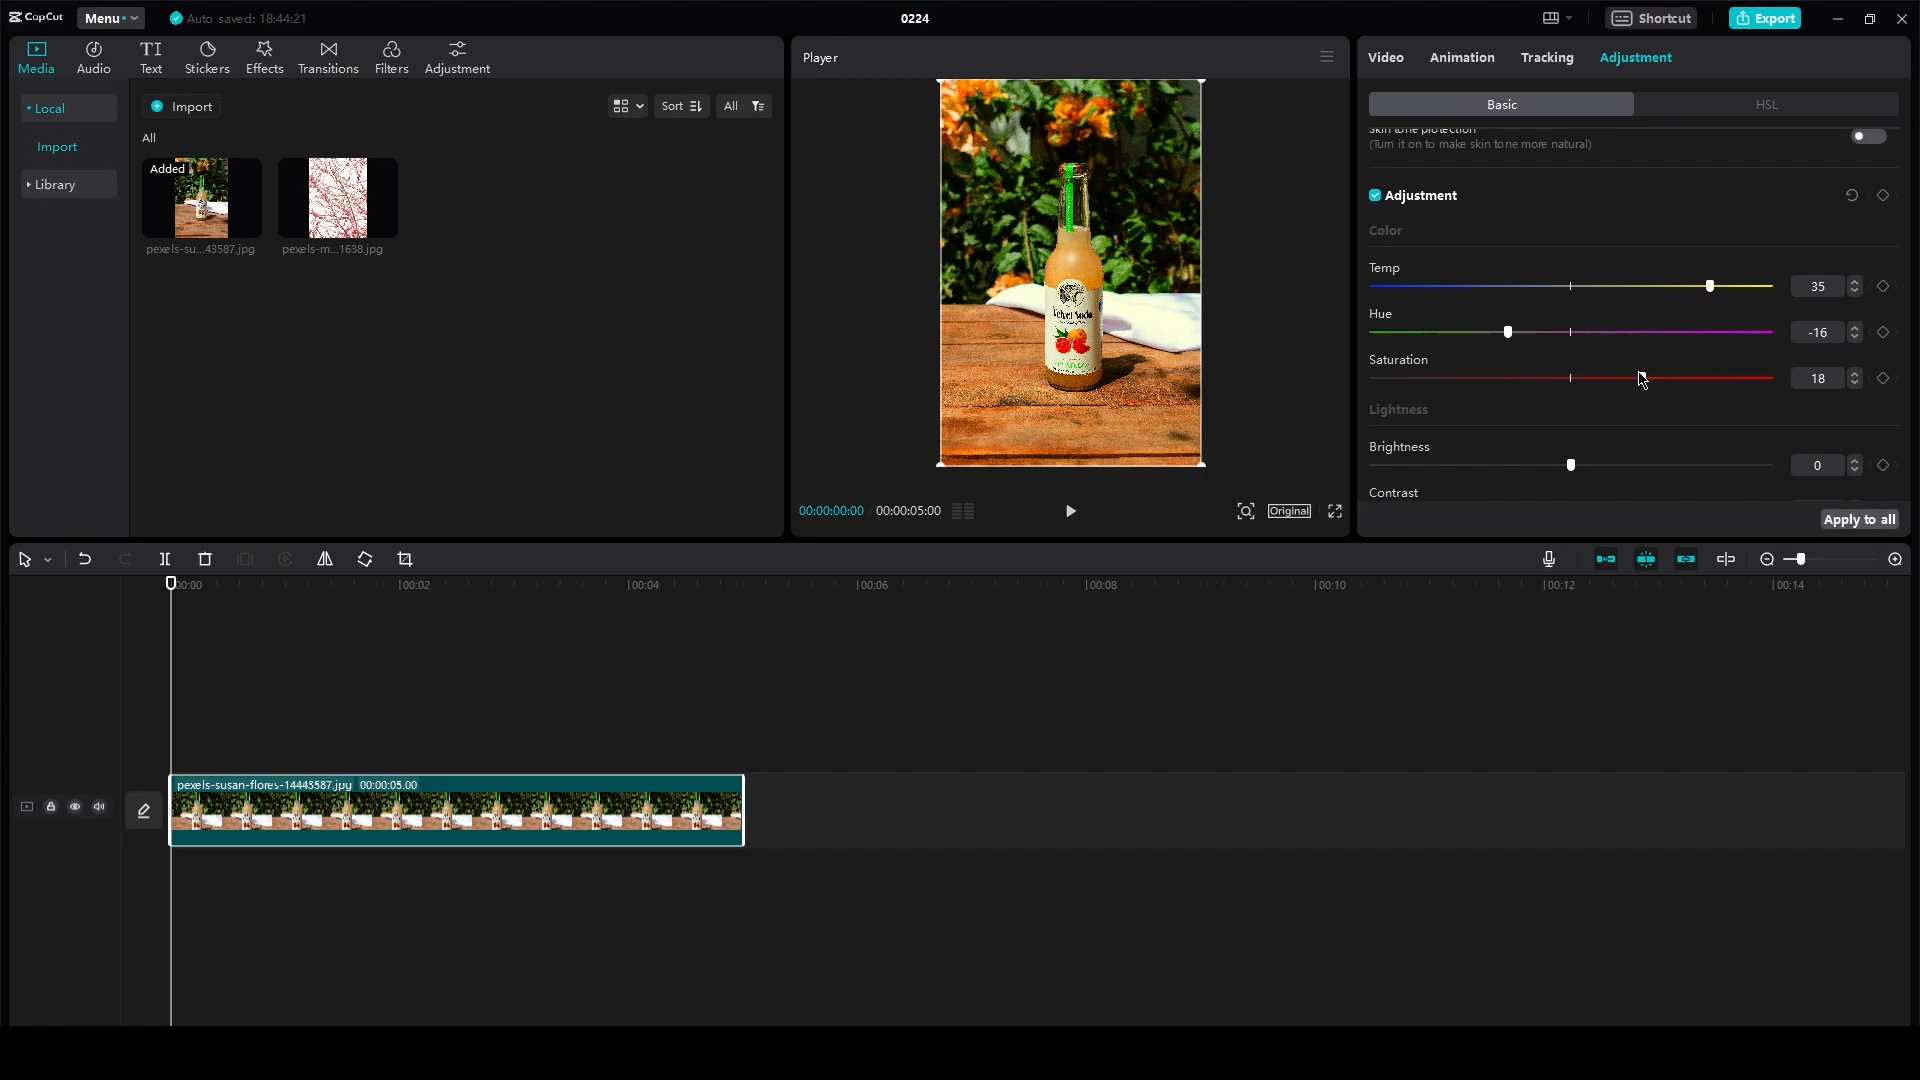 CapCut
Menu
Auto saved: 18:44:21
0224
Shortcut
Export
Media
Audio
Text
Stickers
Effects
Transitions
Filters
Adjustment
Local
Import
Library
Import
Sort
All
All
Added
pexels-su...43587.jpg
pexels-m...1638.jpg
Player
00:00:00:00
00:00:05:00
Original
Video
Animation
Tracking
Adjustment
Basic
HSL
Skin tone protection
(Turn it on to make skin tone more natural)
Adjustment
Color
Temp
35
Hue
-16
Saturation
18
Lightness
Brightness
0
Contrast
Apply to all
00:00
00:02
00:04
00:06
00:08
00:10
00:12
00:14
pexels-susan-flores-14443587.jpg 00:00:05:00